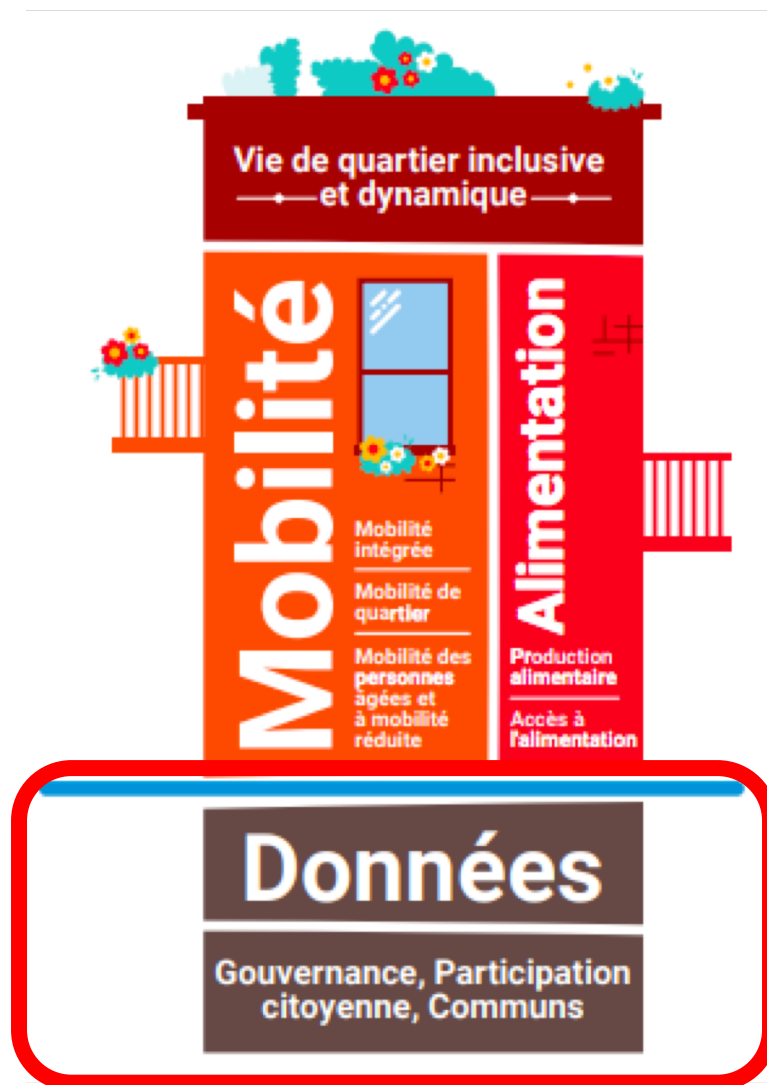 Vie de quartier inclusive
et dynamique
Mobilité
Mobilité
intégrée
Mobilité de
quartier
Mobilité des
personnes
âgées et
à mobilité
réduite
Alimentation
Production
alimentaire
Accès à
l'alimentation
Données
Gouvernance, Participation
citoyenne, Communs